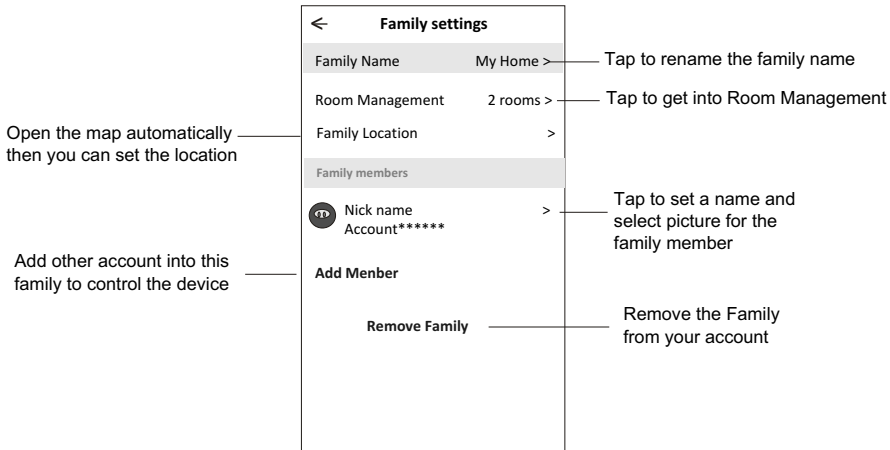 ← Family settings
Family Name My Home >
Tap to rename the family name
Room Management 2 rooms >
Tap to get into Room Management
Open the map automatically
then you can set the location
Family Location >
Family members
Nick name >
Account******
Tap to set a name and
select picture for the
family member
Add other account into this
family to control the device
Add Menber
Remove Family
Remove the Family
from your account